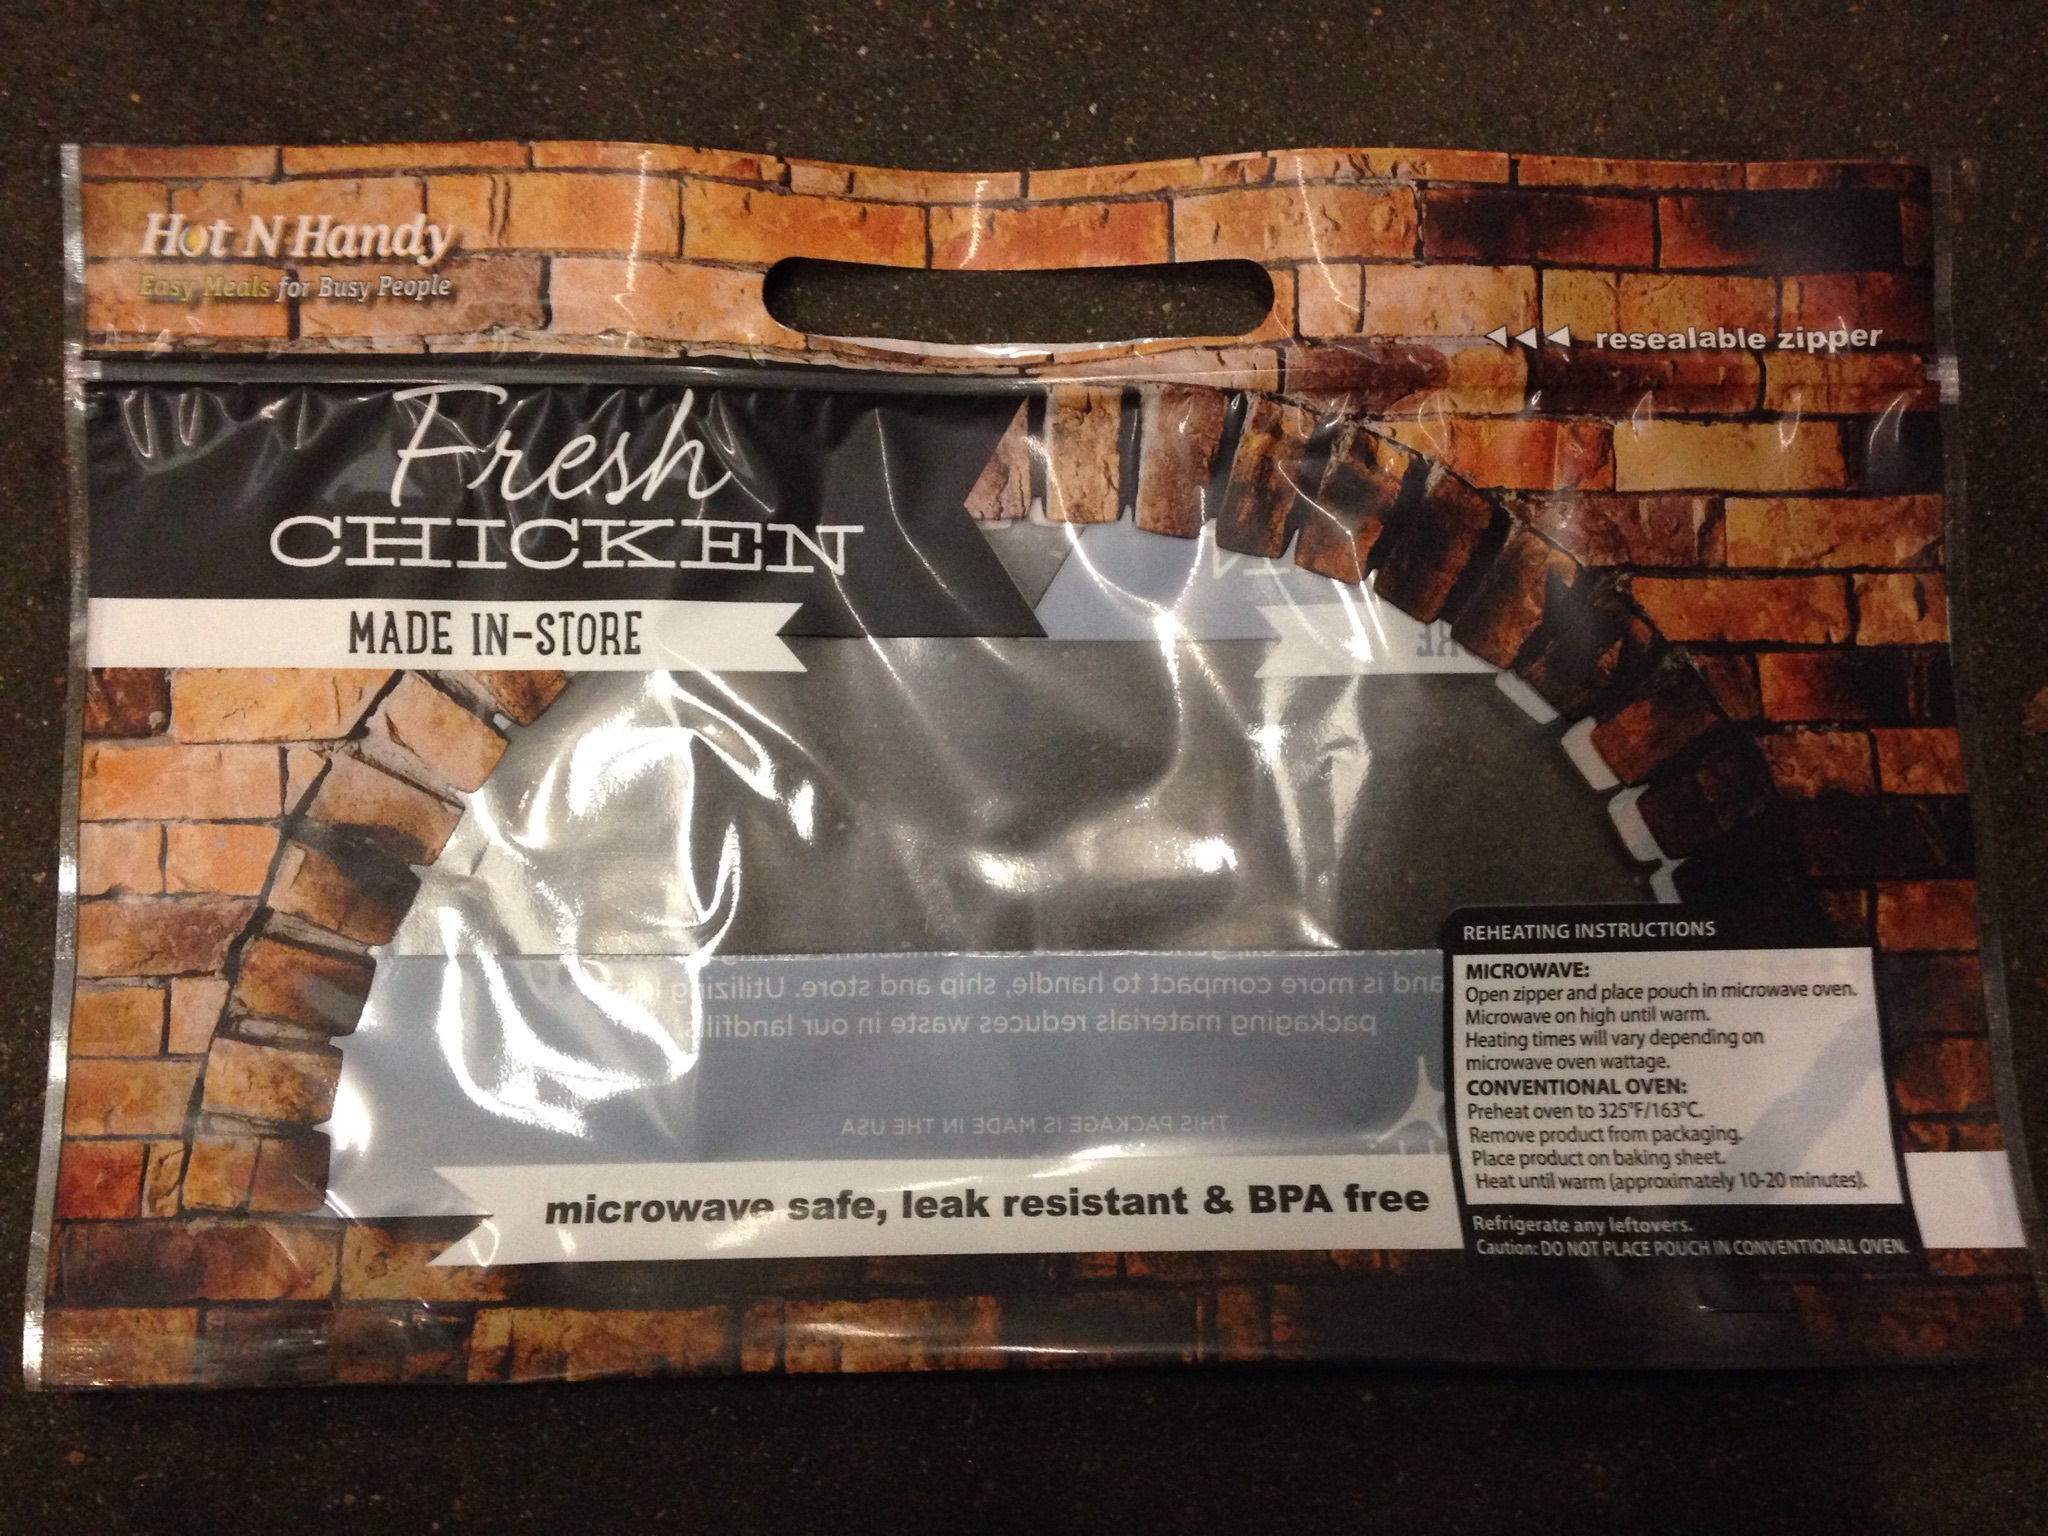 Hot N Handy
Easy Meals for Busy People
resealable zipper
Fresh
CHICKEN
MADE IN-STORE
and is more compact to handle, ship and store. Utilizing less
packaging materials reduces waste in our landfills.
THIS PACKAGE IS MADE IN THE USA
microwave safe, leak resistant & BPA free
REHEATING INSTRUCTIONS
MICROWAVE:
Open zipper and place pouch in microwave oven.
Microwave on high until warm.
Heating times will vary depending on
microwave oven wattage.
CONVENTIONAL OVEN:
Preheat oven to 325°F/163°C.
Remove product from packaging.
Place product on baking sheet.
Heat until warm (approximately 10-20 minutes).
Refrigerate any leftovers.
Caution: DO NOT PLACE POUCH IN CONVENTIONAL OVEN.